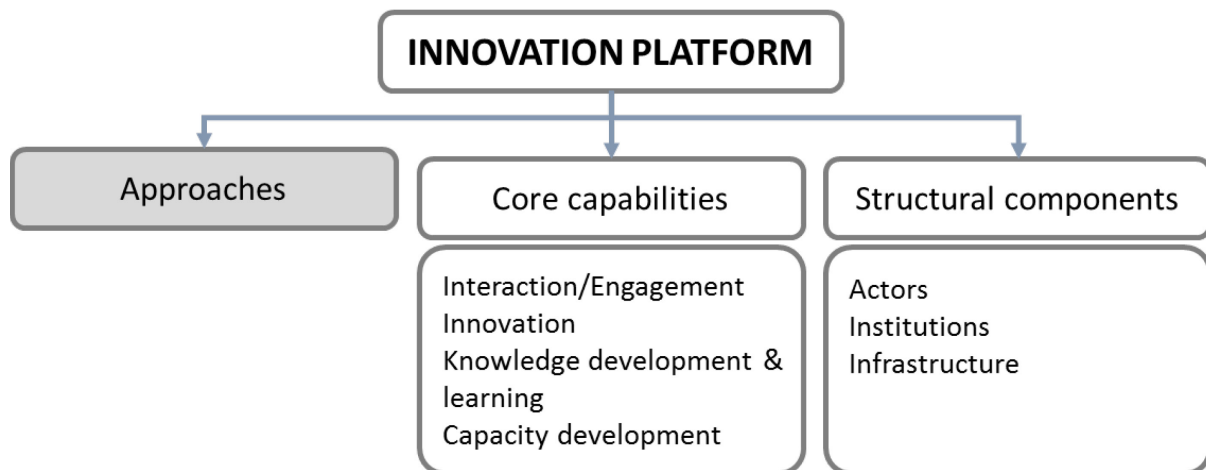 INNOVATION PLATFORM
Approaches
Core capabilities
Structural components
Interaction/Engagement
Innovation
Knowledge development &
learning
Capacity development
Actors
Institutions
Infrastructure